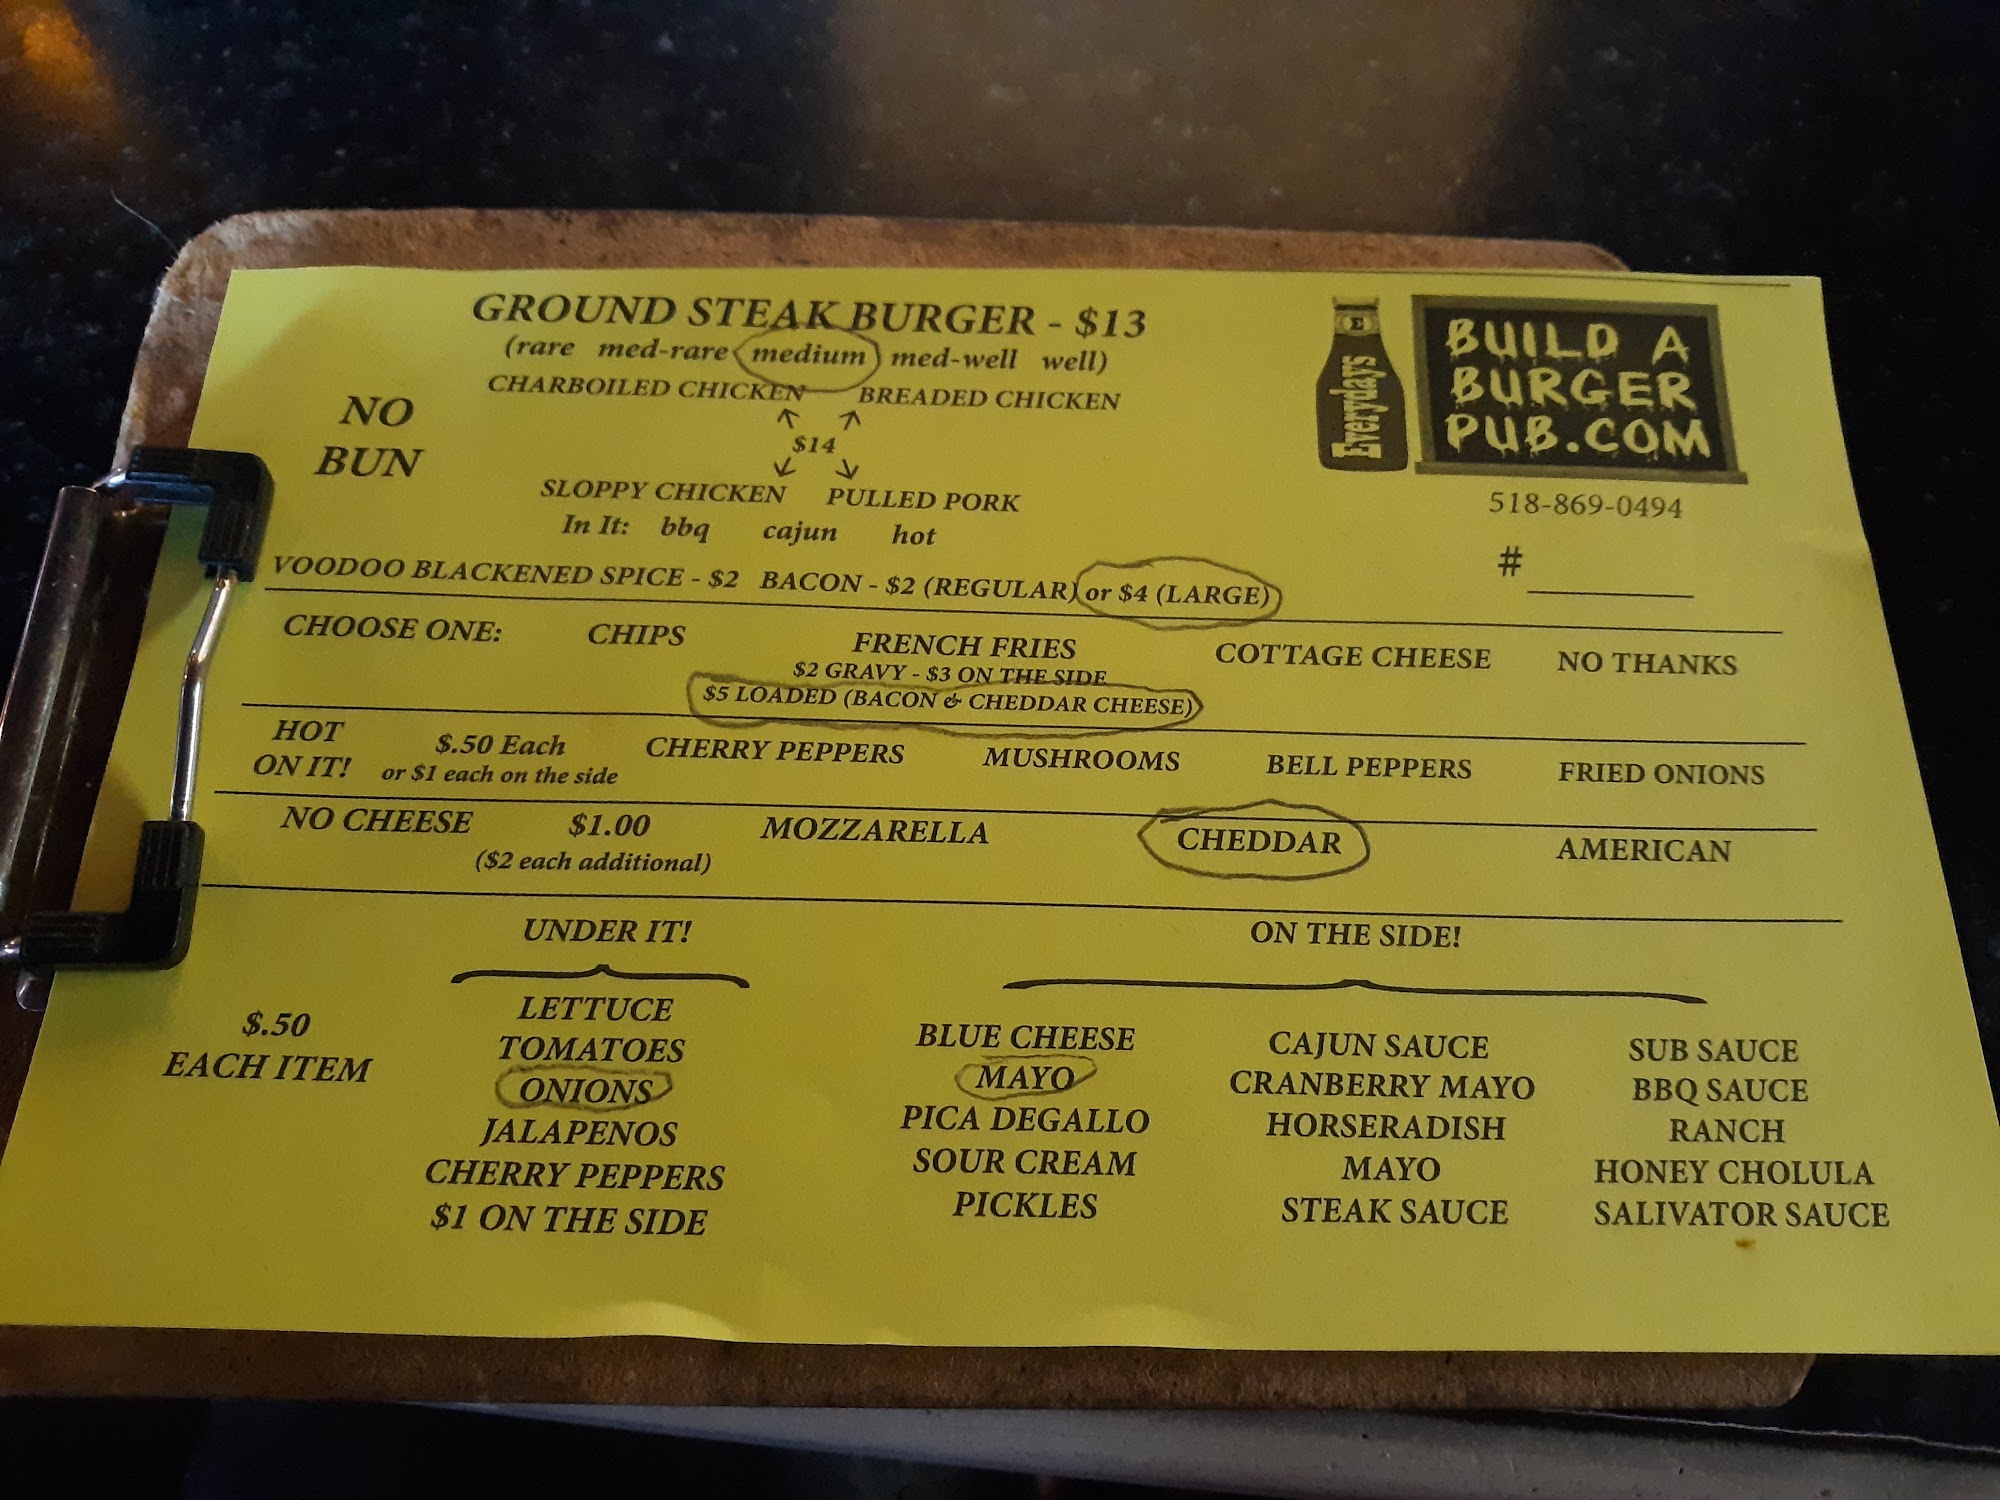 GROUND STEAK BURGER - $13
(rare med-rare medium med-well well)
CHARBOILED CHICKEN BREADED CHICKEN
$14
SLOPPY CHICKEN PULLED PORK
In It: bbq cajun hot
NO
BUN
E
Everydays
BUILD A
BURGER
PUB.COM
518-869-0494
#
VOODOO BLACKENED SPICE - $2 BACON - $2 (REGULAR) or $4 (LARGE)
CHOOSE ONE: CHIPS FRENCH FRIES COTTAGE CHEESE NO THANKS
$2 GRAVY - $3 ON THE SIDE
$5 LOADED (BACON & CHEDDAR CHEESE)
HOT
ON IT!
$.50 Each
or $1 each on the side
CHERRY PEPPERS MUSHROOMS BELL PEPPERS FRIED ONIONS
NO CHEESE $1.00 MOZZARELLA CHEDDAR AMERICAN
($2 each additional)
UNDER IT!
ON THE SIDE!
$.50
EACH ITEM
LETTUCE
TOMATOES
ONIONS
JALAPENOS
CHERRY PEPPERS
$1 ON THE SIDE
BLUE CHEESE
MAYO
PICA DEGALLO
SOUR CREAM
PICKLES
CAJUN SAUCE
CRANBERRY MAYO
HORSERADISH
MAYO
STEAK SAUCE
SUB SAUCE
BBQ SAUCE
RANCH
HONEY CHOLULA
SALIVATOR SAUCE